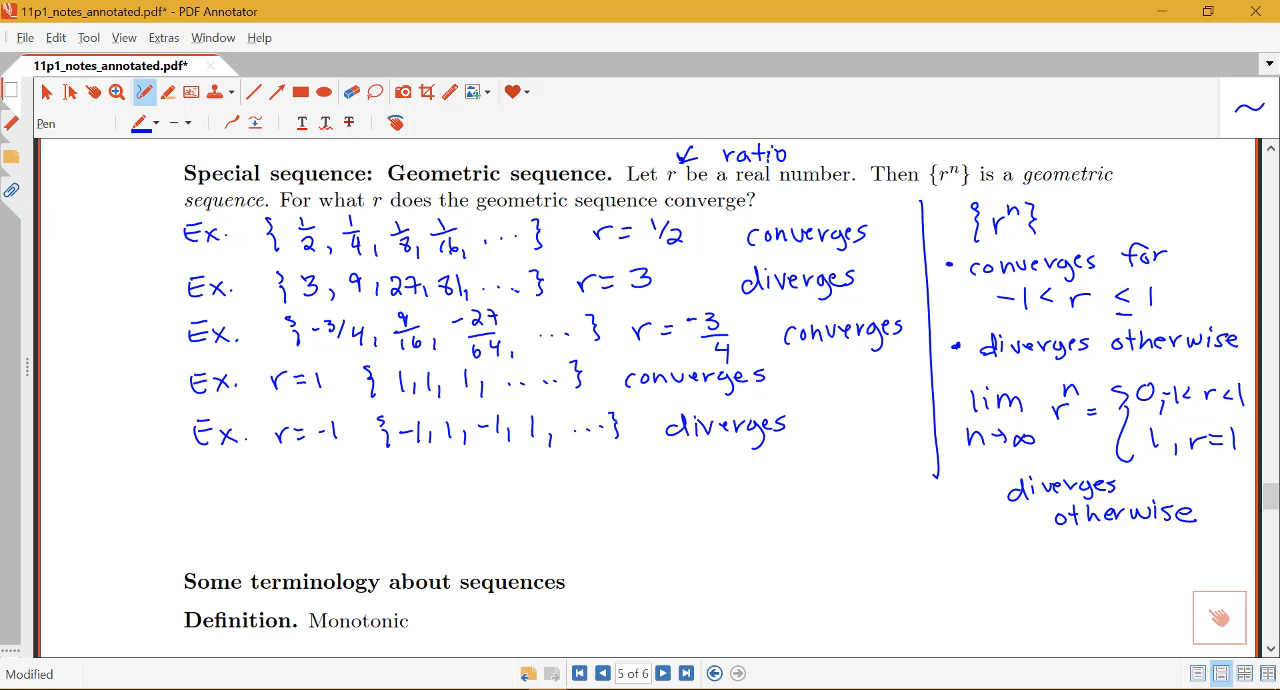 11p1_notes_annotated.pdf* - PDF Annotator
File Edit Tool View Extras Window Help
11p1_notes_annotated.pdf*
Pen
ratio
Special sequence: Geometric sequence. Let r be a real number. Then {rⁿ} is a geometric
sequence. For what r does the geometric sequence converge?
Ex. { 1/2, 1/4, 1/8, 1/16, ... } r = 1/2 converges
Ex. { 3, 9, 27, 81, ... } r = 3 diverges
Ex. { -3/4, 9/16, -27/64, ... } r = -3/4 converges
Ex. r = 1 { 1, 1, 1, ..... } converges
Ex. r = -1 { -1, 1, -1, 1, ... } diverges
{rⁿ}
• converges for
-1 < r ≤ 1
• diverges otherwise
lim n→∞ rⁿ = { 0, -1 < r < 1
1, r = 1
diverges
otherwise
Some terminology about sequences
Definition. Monotonic
Modified
5 of 6